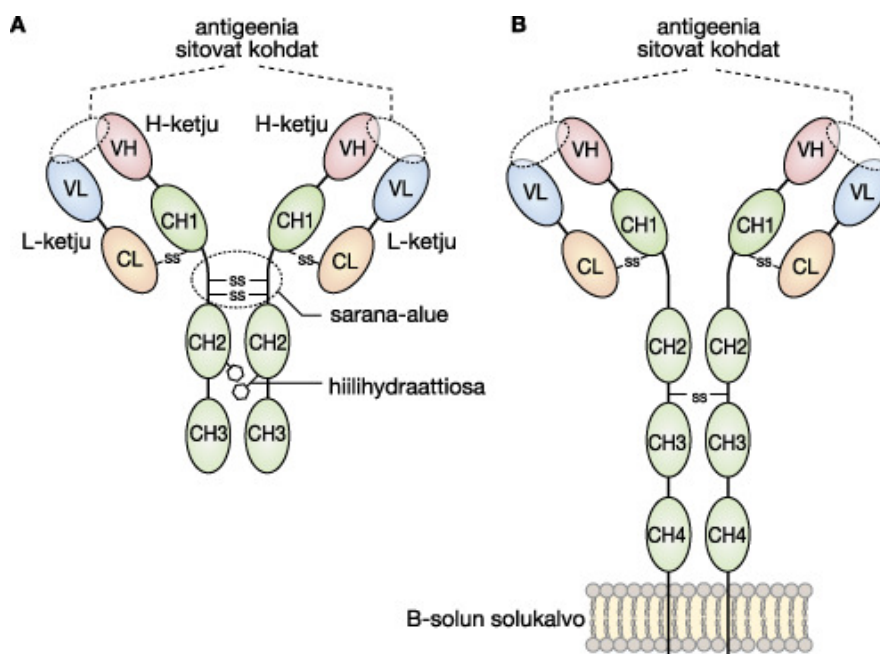 A
antigeenia
sitovat kohdat
H-ketju
H-ketju
VH
VH
VL
VL
CH1
CH1
L-ketju
L-ketju
CL
CL
ss
ss
ss
ss
sarana-alue
CH2
CH2
hiilihydraattiosa
CH3
CH3
B
antigeenia
sitovat kohdat
VH
VH
VL
VL
CH1
CH1
CL
CL
ss
ss
CH2
CH2
ss
CH3
CH3
CH4
CH4
B-solun solukalvo